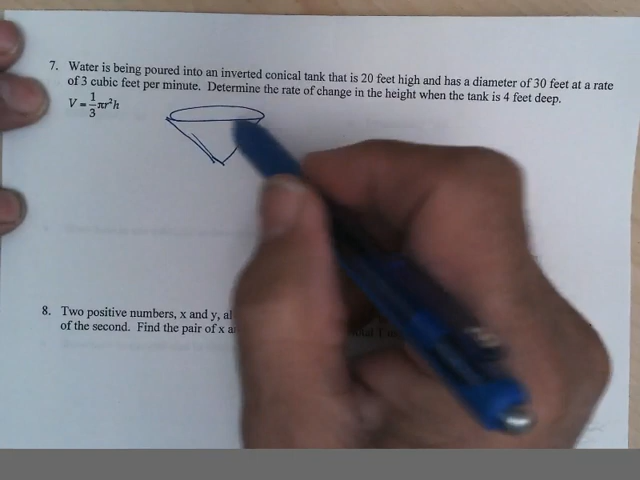 7. Water is being poured into an inverted conical tank that is 20 feet high and has a diameter of 30 feet at a rate
of 3 cubic feet per minute. Determine the rate of change in the height when the tank is 4 feet deep.
V = 1/3 πr²h
8. Two positive numbers, x and y,
of the second. Find the pair of x